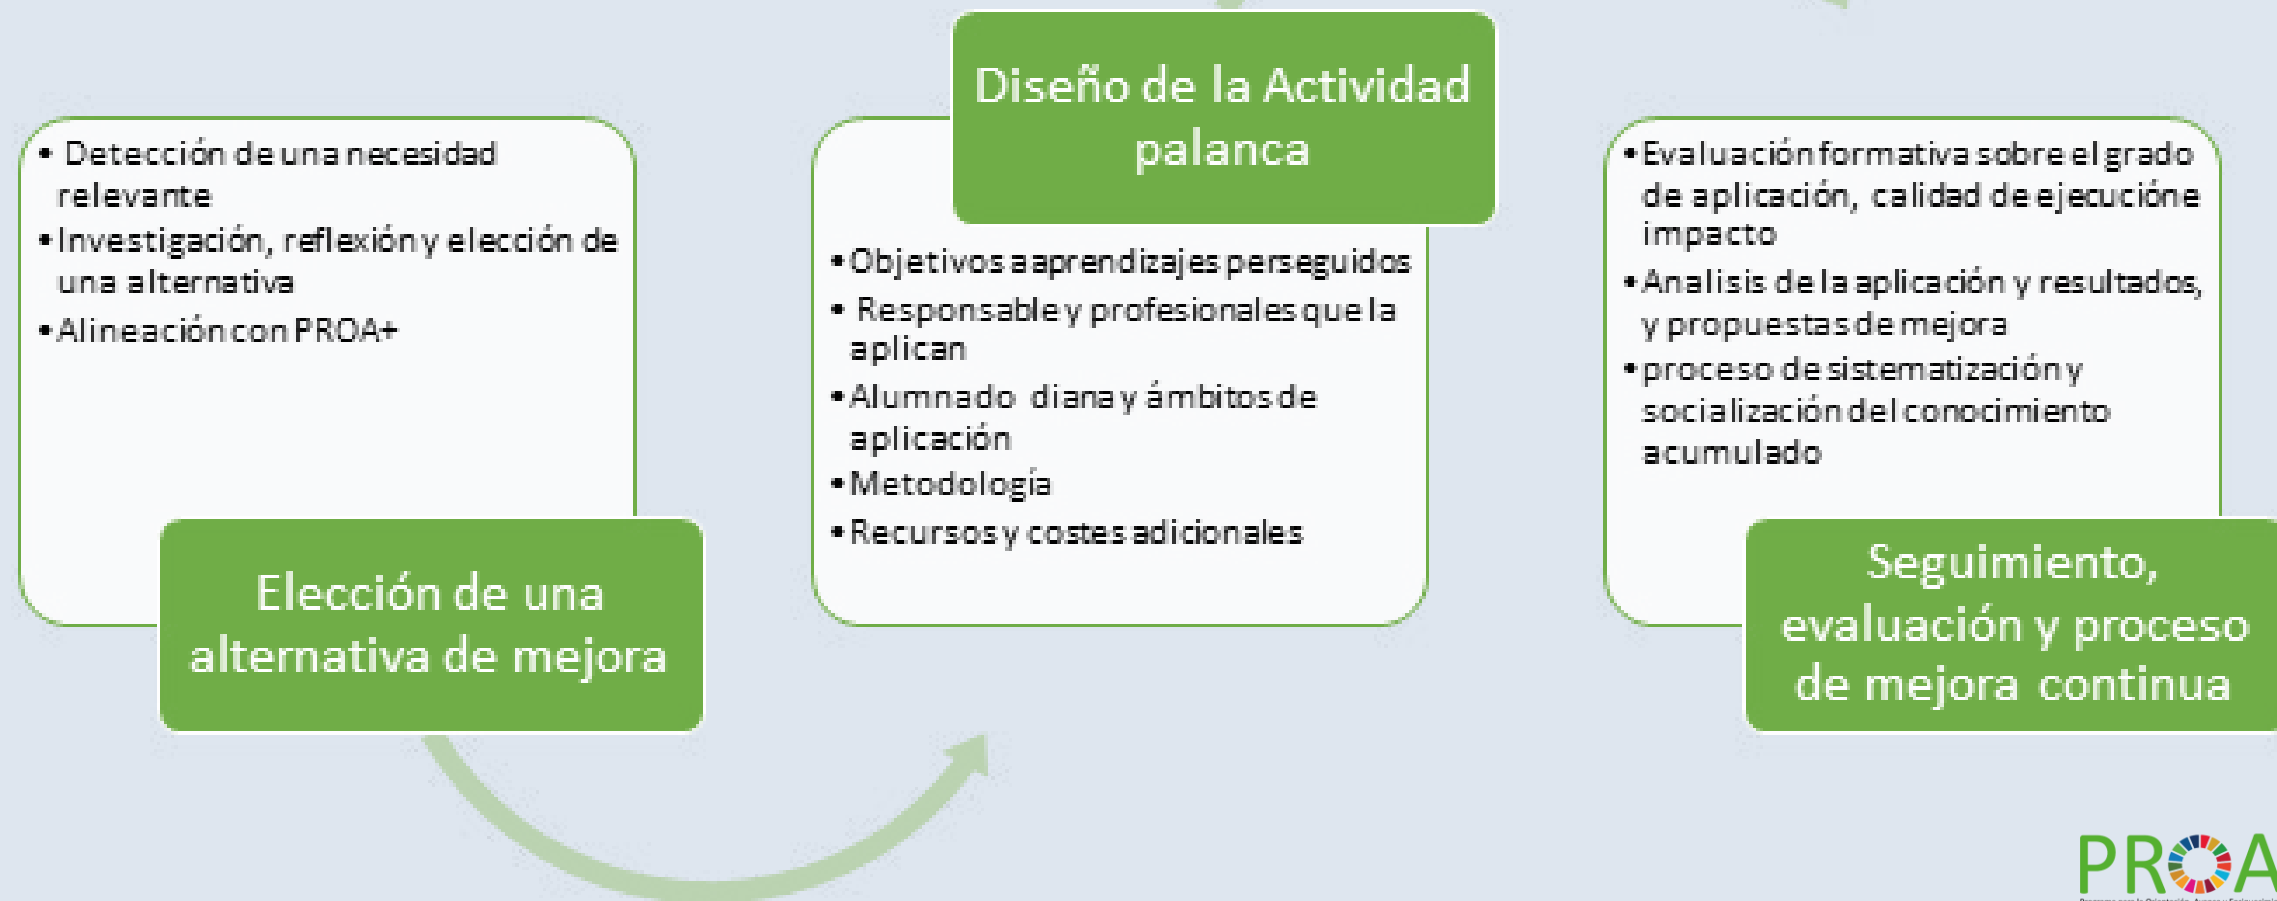 • Detección de una necesidad
relevante
• Investigación, reflexión y elección de
una alternativa
• Alineación con PROA+
Elección de una
alternativa de mejora
Diseño de la Actividad
palanca
• Objetivos a aprendizajes perseguidos
• Responsable y profesionales que la
aplican
• Alumnado diana y ámbitos de
aplicación
• Metodología
• Recursos y costes adicionales
• Evaluación formativa sobre el grado
de aplicación, calidad de ejecución e
impacto
• Analisis de la aplicación y resultados,
y propuestas de mejora
• proceso de sistematización y
socialización del conocimiento
acumulado
Seguimiento,
evaluación y proceso
de mejora continua
PROA